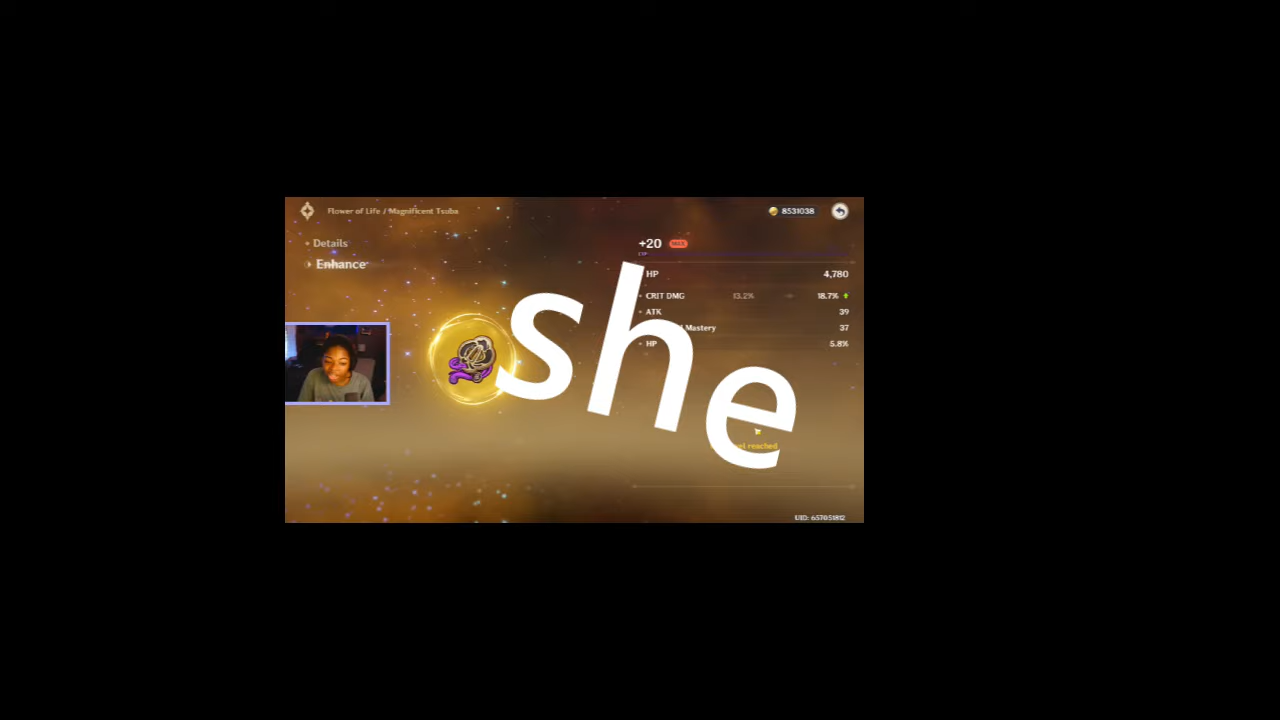 Flower of Life / Magnificent Tsuba
8531038
Details
Enhance
+20
HP 4,780
CRIT DMG 13.2% 18.7%
ATK 39
Mastery 37
HP 5.8%
she
reached
UID: 657051812